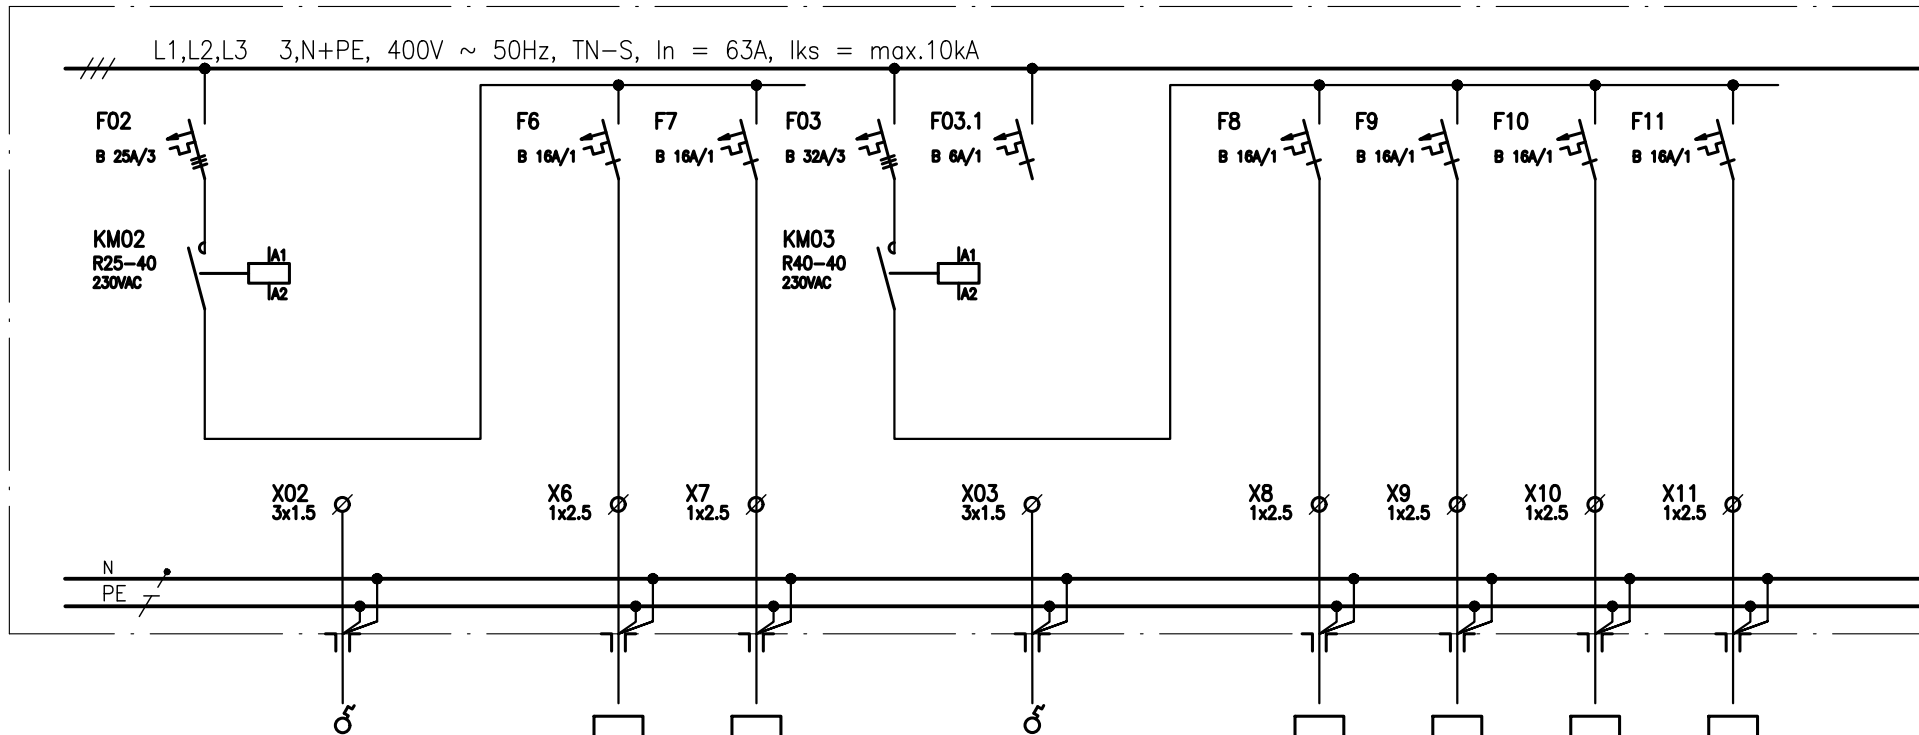 L1,L2,L3 3,N+PE, 400V ~ 50Hz, TN-S, In = 63A, Iks = max.10kA
F02
B 25A/3
F6
B 16A/1
F7
B 16A/1
F03
B 32A/3
F03.1
B 6A/1
F8
B 16A/1
F9
B 16A/1
F10
B 16A/1
F11
B 16A/1
KM02
R25-40
230VAC
A1
A2
KM03
R40-40
230VAC
A1
A2
X02
3x1.5
X6
1x2.5
X7
1x2.5
X03
3x1.5
X8
1x2.5
X9
1x2.5
X10
1x2.5
X11
1x2.5
N
PE